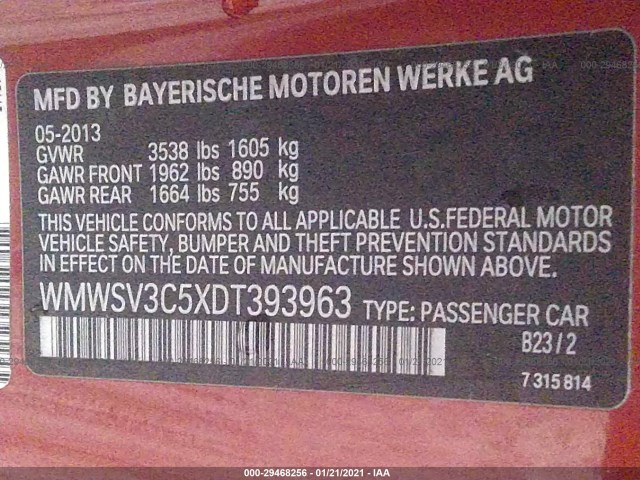 MFD BY BAYERISCHE MOTOREN WERKE AG
05-2013
GVWR 3538 lbs 1605 kg
GAWR FRONT 1962 lbs 890 kg
GAWR REAR 1664 lbs 755 kg
THIS VEHICLE CONFORMS TO ALL APPLICABLE U.S.FEDERAL MOTOR
VEHICLE SAFETY, BUMPER AND THEFT PREVENTION STANDARDS
IN EFFECT ON THE DATE OF MANUFACTURE SHOWN ABOVE.
WMWSV3C5XDT393963 TYPE: PASSENGER CAR
B23/2
7 315 814
000-29468256 | 01/21/2021 | IAA